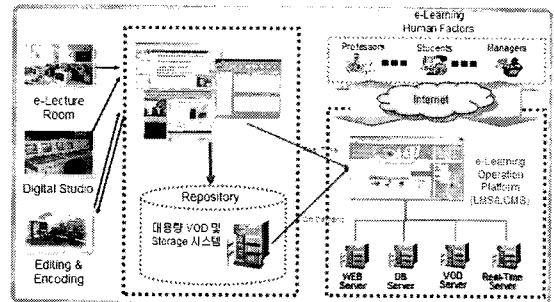 e-Learning
Human Factors
Professors
Students
Managers
Internet
e-Lecture
Room
Digital Studio
Editing &
Encoding
Repository
대용량 VOD 및
Storage 시스템
e-Learning
Operation
Platform
(LMS/LCMS)
WEB
Server
DB
Server
VOD
Server
Real-Time
Server